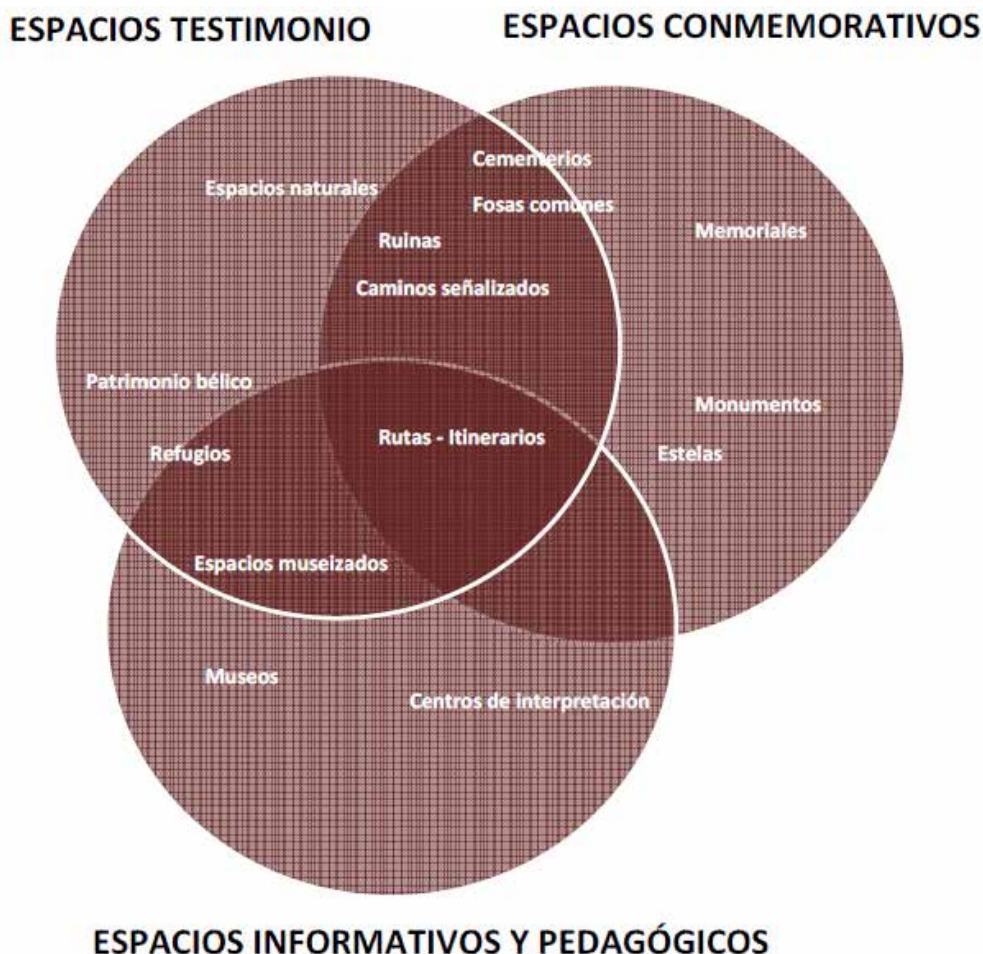 ESPACIOS TESTIMONIO
ESPACIOS CONMEMORATIVOS
Cementerios
Espacios naturales
Fosas comunes
Memoriales
Ruinas
Caminos señalizados
Patrimonio bélico
Monumentos
Rutas - Itinerarios
Refugios
Estelas
Espacios museizados
Museos
Centros de interpretación
ESPACIOS INFORMATIVOS Y PEDAGÓGICOS